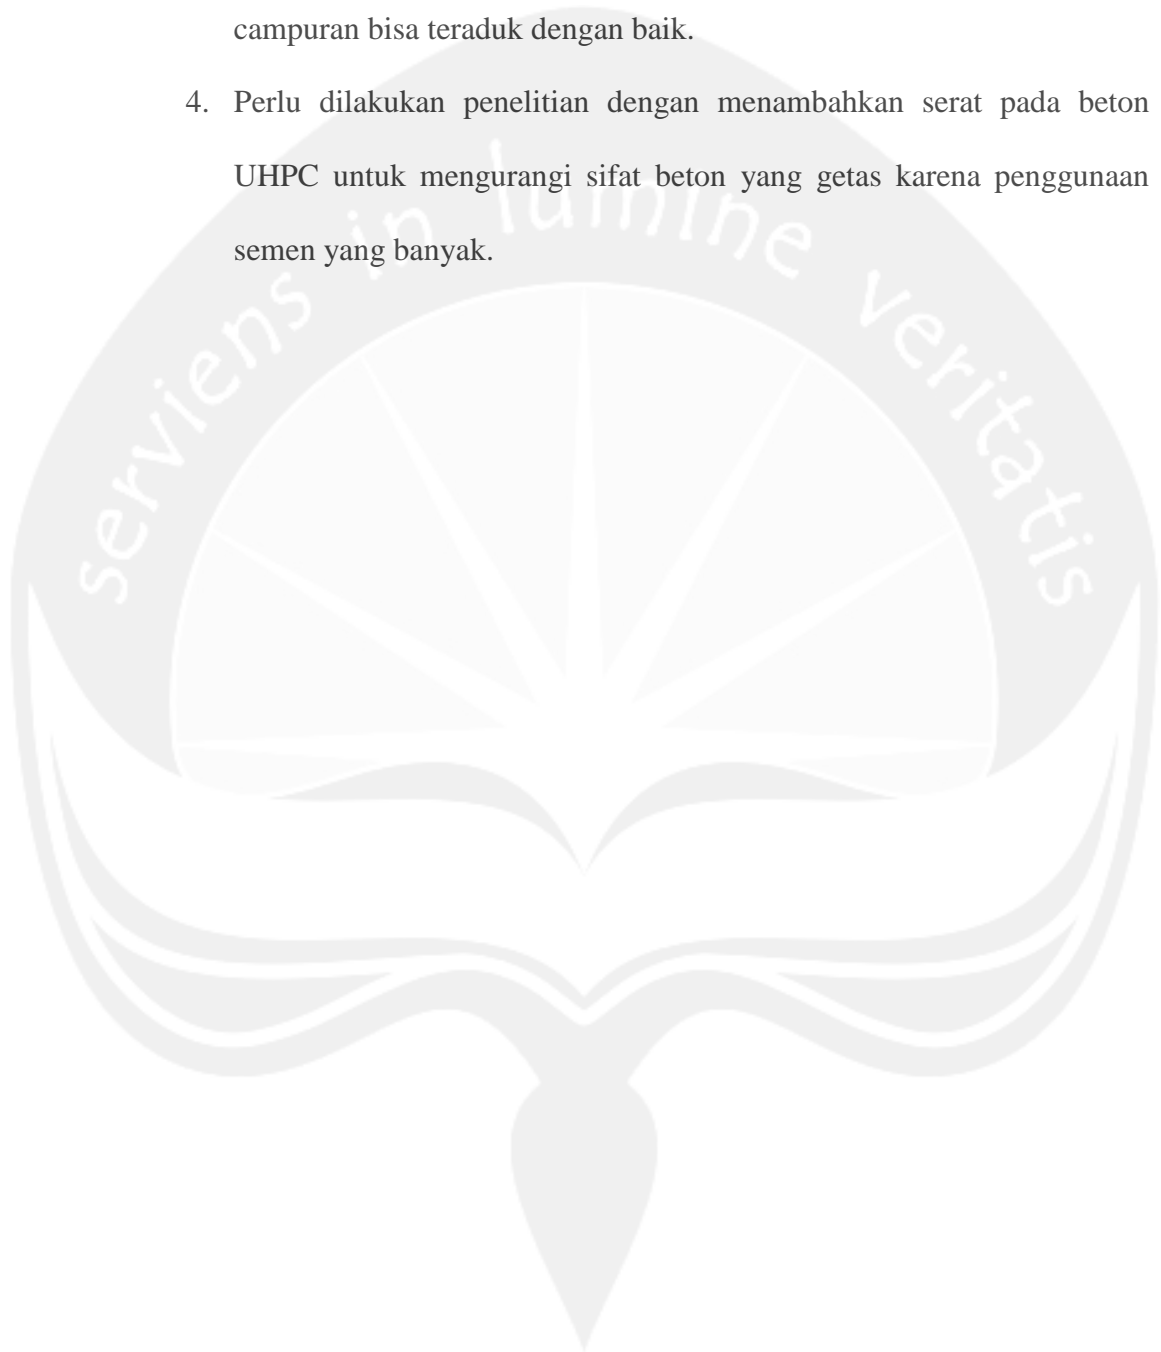 campuran bisa teraduk dengan baik.
4. Perlu dilakukan penelitian dengan menambahkan serat pada beton
UHPC untuk mengurangi sifat beton yang getas karena penggunaan
semen yang banyak.
serviens in lumine veritatis